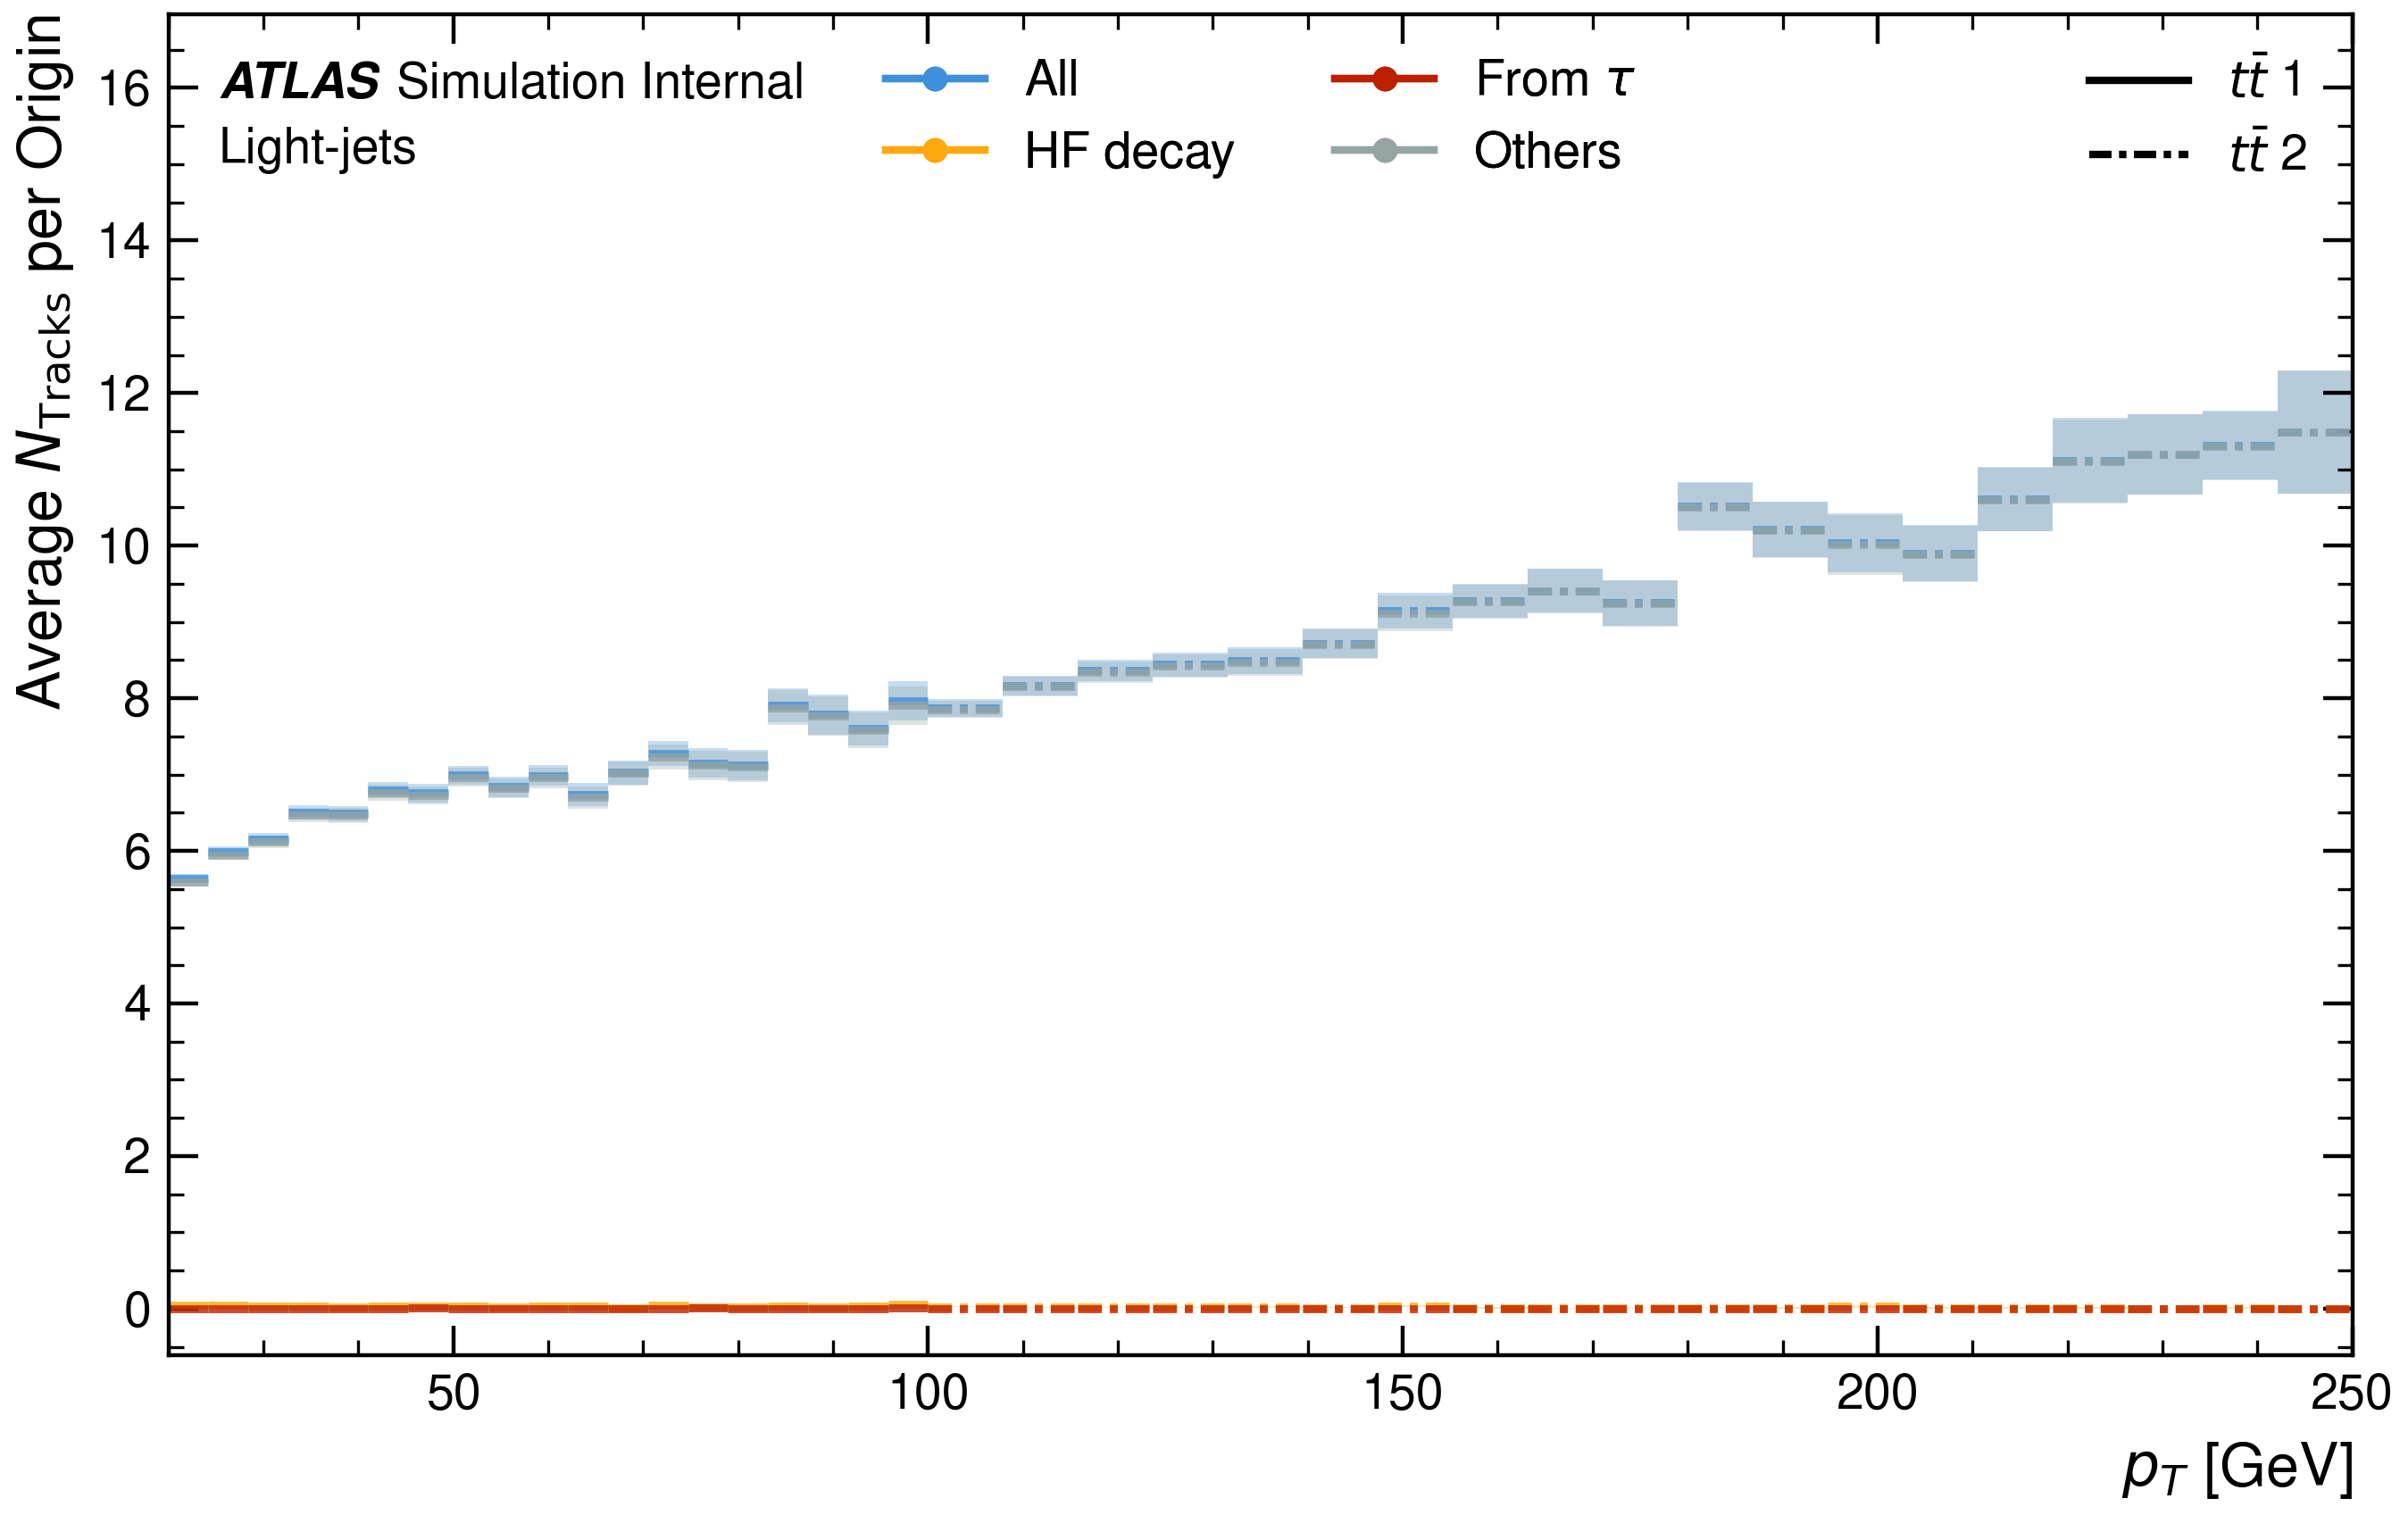 Average N_Tracks per Origin
ATLAS Simulation Internal
Light-jets
All
HF decay
From τ
Others
tt̄ 1
tt̄ 2
16
14
12
10
8
6
4
2
0
50 100 150 200 250
p_T [GeV]